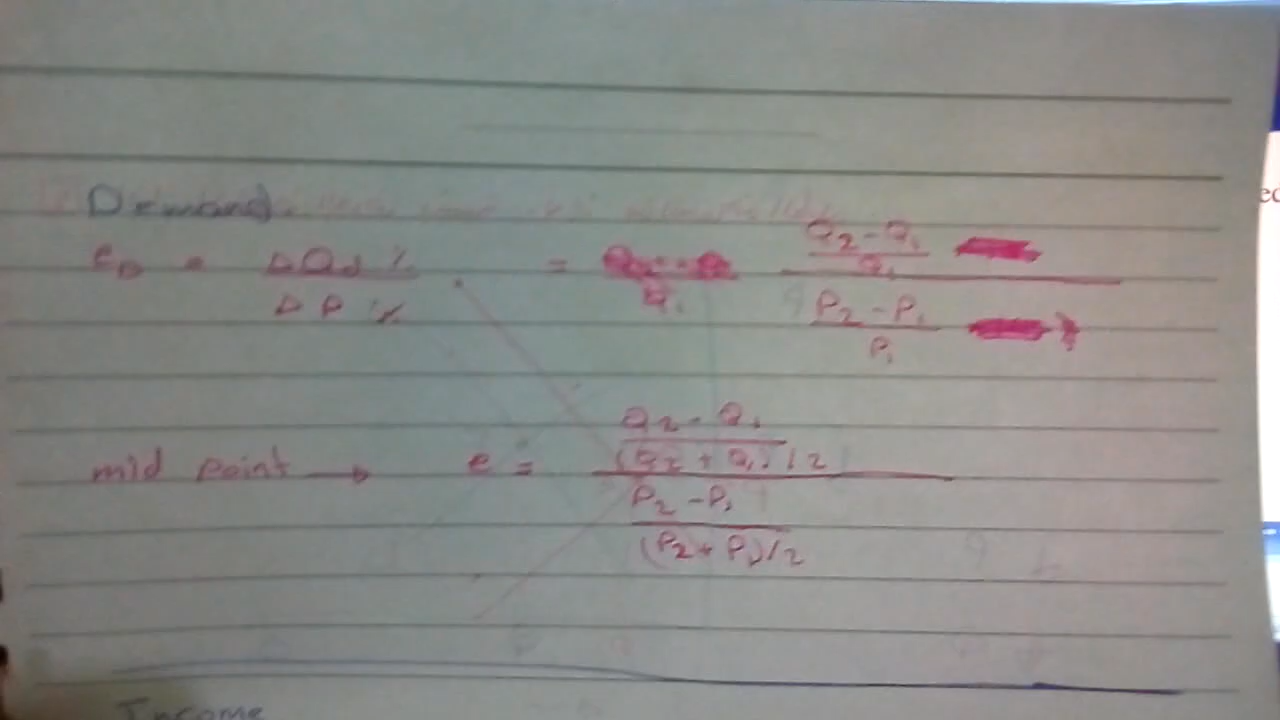 Demand
e_D = ΔQd % / ΔP % = ((Q2 - Q1) / Q1) / ((P2 - P1) / P1)
mid point → e = ((Q2 - Q1) / (Q2 + Q1)/2) / ((P2 - P1) / (P2 + P1)/2)
Income